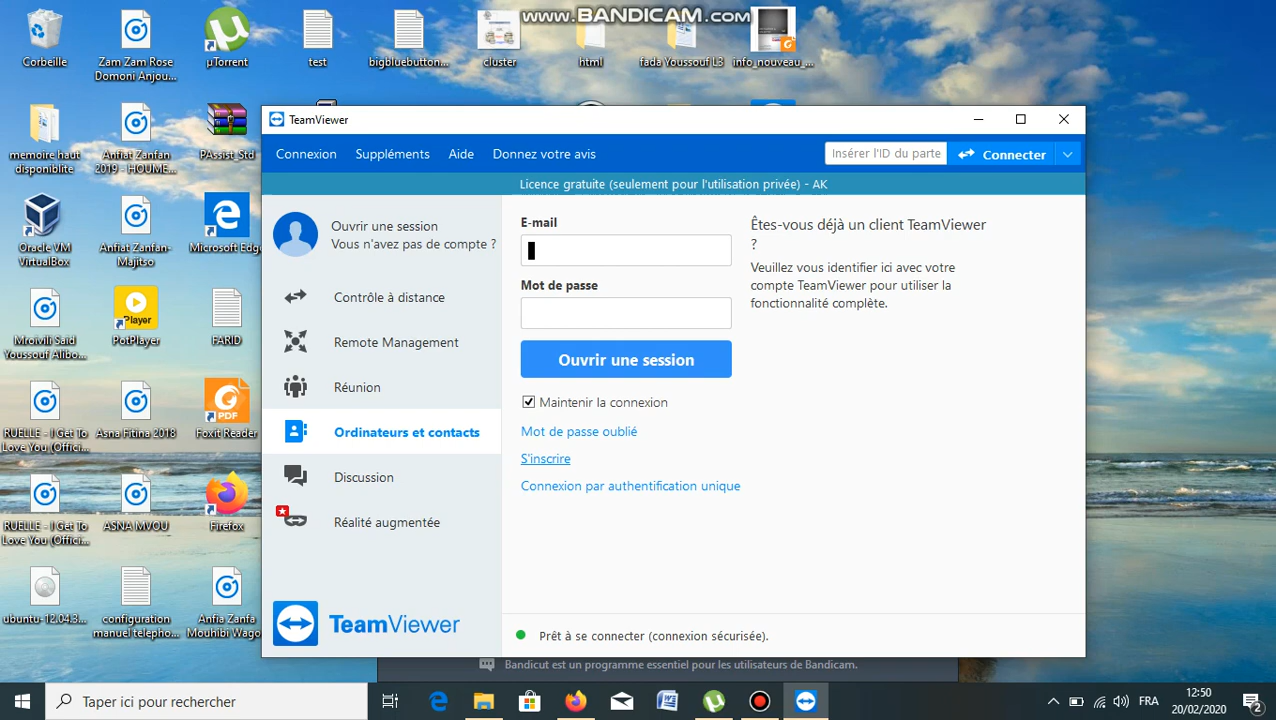 www.BANDICAM.com
Corbeille
Zam Zam Rose
Domoni Anjou...
µTorrent
test
bigbluebutton...
cluster
html
fada Youssouf L3
info_nouveau_...
memoire haut
disponiblite
Anfiat Zanfan
2019 - HOUME...
PAssist_Std
Oracle VM
VirtualBox
Anfiat Zanfan-
Majitso
Microsoft Edge
Mroivili Said
Youssouf Alibo...
Player
PotPlayer
FARID
RUELLE - I Get To
Love You (Offici...
Asna Fitina 2018
PDF
Foxit Reader
RUELLE - I Get To
Love You (Offici...
ASNA MVOU
Firefox
ubuntu-12.04.3...
configuration
manuel telepho...
Anfia Zanfa
Mouhibi Wago...
TeamViewer
Connexion
Suppléments
Aide
Donnez votre avis
Insérer l'ID du parte
Connecter
Licence gratuite (seulement pour l'utilisation privée) - AK
Ouvrir une session
Vous n'avez pas de compte ?
Contrôle à distance
Remote Management
Réunion
Ordinateurs et contacts
Discussion
Réalité augmentée
TeamViewer
E-mail
Mot de passe
Ouvrir une session
Maintenir la connexion
Mot de passe oublié
S'inscrire
Connexion par authentification unique
Êtes-vous déjà un client TeamViewer
?
Veuillez vous identifier ici avec votre
compte TeamViewer pour utiliser la
fonctionnalité complète.
Prêt à se connecter (connexion sécurisée).
Bandicut est un programme essentiel pour les utilisateurs de Bandicam.
Taper ici pour rechercher
FRA
12:50
20/02/2020
2